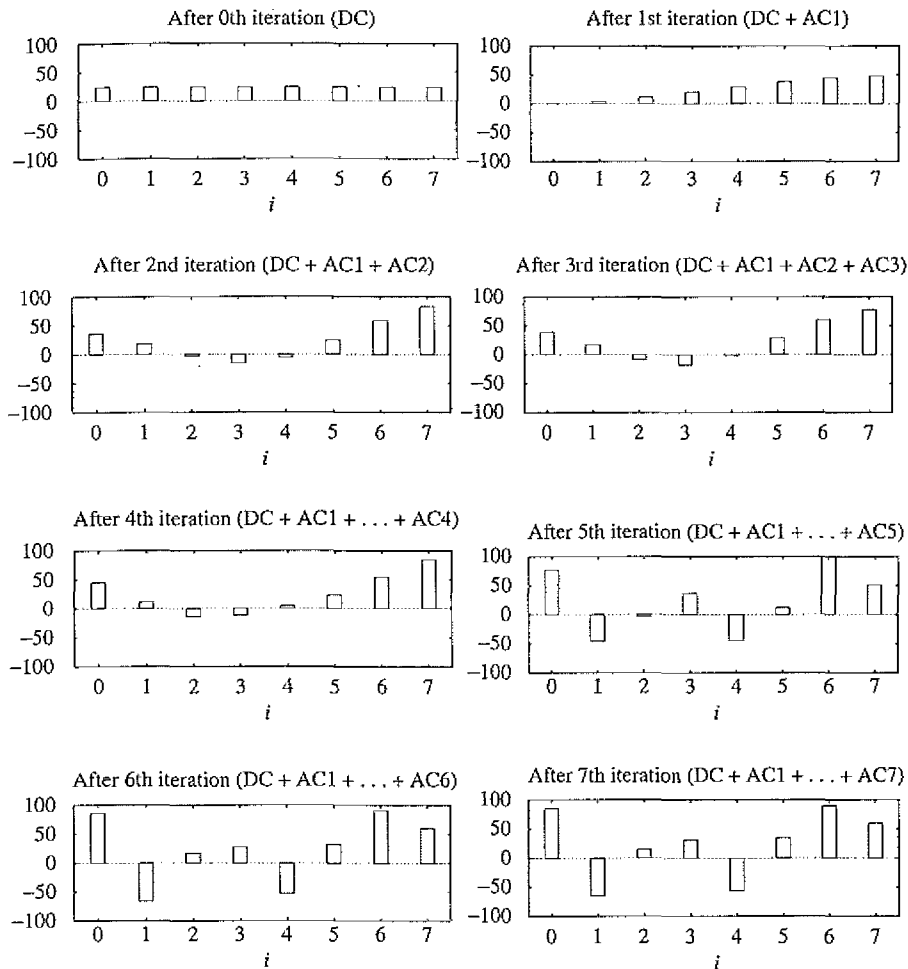 After 0th iteration (DC)
100
50
0
−50
−100
0 1 2 3 4 5 6 7
i
After 1st iteration (DC + AC1)
100
50
0
−50
−100
0 1 2 3 4 5 6 7
i
After 2nd iteration (DC + AC1 + AC2)
100
50
0
−50
−100
0 1 2 3 4 5 6 7
i
After 3rd iteration (DC + AC1 + AC2 + AC3)
100
50
0
−50
−100
0 1 2 3 4 5 6 7
i
After 4th iteration (DC + AC1 + . . . + AC4)
100
50
0
−50
−100
0 1 2 3 4 5 6 7
i
After 5th iteration (DC + AC1 + . . . + AC5)
100
50
0
−50
−100
0 1 2 3 4 5 6 7
i
After 6th iteration (DC + AC1 + . . . + AC6)
100
50
0
−50
−100
0 1 2 3 4 5 6 7
i
After 7th iteration (DC + AC1 + . . . + AC7)
100
50
0
−50
−100
0 1 2 3 4 5 6 7
i